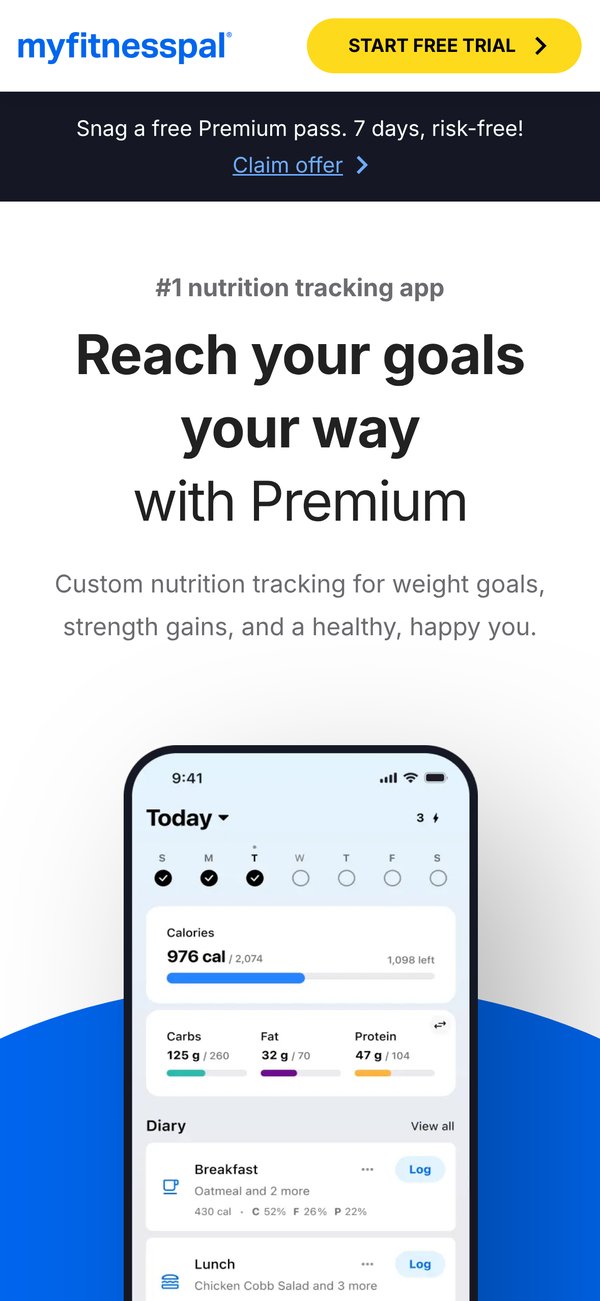 myfitnesspal®
START FREE TRIAL
Snag a free Premium pass. 7 days, risk-free!
Claim offer
#1 nutrition tracking app
Reach your goals
your way
with Premium
Custom nutrition tracking for weight goals,
strength gains, and a healthy, happy you.
9:41
Today 3
S M T W T F S
Calories
976 cal / 2,074 1,098 left
Carbs Fat Protein
125 g / 260 32 g / 70 47 g / 104
Diary View all
Breakfast ... Log
Oatmeal and 2 more
430 cal · C 52% F 26% P 22%
Lunch ... Log
Chicken Cobb Salad and 3 more